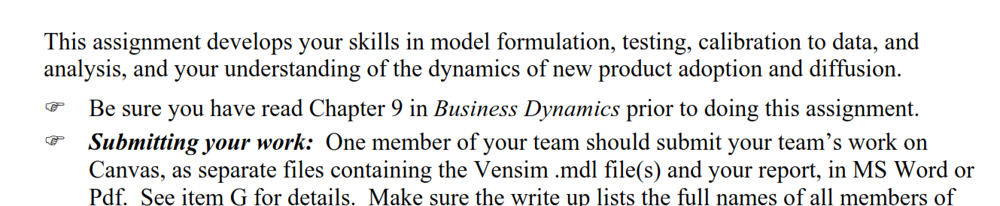 This assignment develops your skills in model formulation, testing, calibration to data, and
analysis, and your understanding of the dynamics of new product adoption and diffusion.
☞ Be sure you have read Chapter 9 in Business Dynamics prior to doing this assignment.
☞ Submitting your work: One member of your team should submit your team’s work on
Canvas, as separate files containing the Vensim .mdl file(s) and your report, in MS Word or
Pdf. See item G for details. Make sure the write up lists the full names of all members of